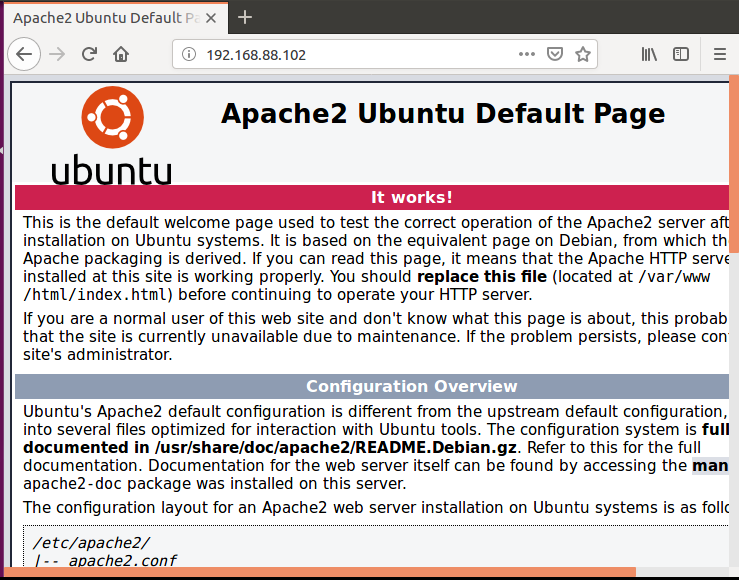 Apache2 Ubuntu Default Pa
192.168.88.102
ubuntu
Apache2 Ubuntu Default Page
It works!
This is the default welcome page used to test the correct operation of the Apache2 server
installation on Ubuntu systems. It is based on the equivalent page on Debian, from which
Apache packaging is derived. If you can read this page, it means that the Apache HTTP
installed at this site is working properly. You should replace this file (located at /var/www
/html/index.html) before continuing to operate your HTTP server.
If you are a normal user of this web site and don't know what this page is about, this
that the site is currently unavailable due to maintenance. If the problem persists, please
site's administrator.
Configuration Overview
Ubuntu's Apache2 default configuration is different from the upstream default configuration,
into several files optimized for interaction with Ubuntu tools. The configuration system is full
documented in /usr/share/doc/apache2/README.Debian.gz. Refer to this for the full
documentation. Documentation for the web server itself can be found by accessing the man
apache2-doc package was installed on this server.
The configuration layout for an Apache2 web server installation on Ubuntu systems is as
/etc/apache2/
|-- apache2.conf